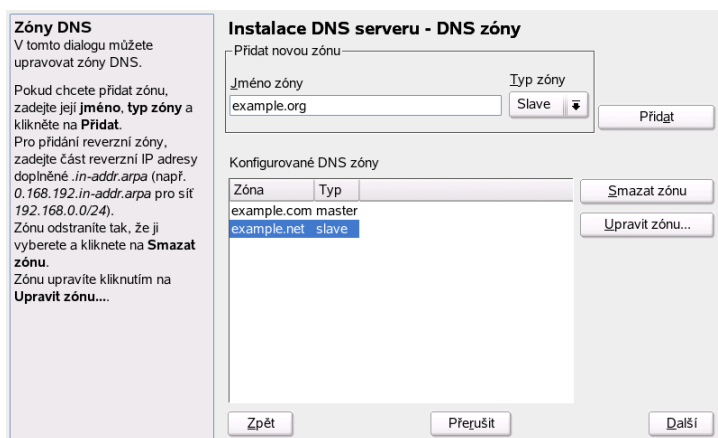 Zóny DNS
V tomto dialogu můžete
upravovat zóny DNS.
Pokud chcete přidat zónu,
zadejte její jméno, typ zóny a
klikněte na Přidat.
Pro přidání reverzní zóny,
zadejte část reverzní IP adresy
doplněné .in-addr.arpa (např.
0.168.192.in-addr.arpa pro síť
192.168.0.0/24).
Zónu odstraníte tak, že ji
vyberete a kliknete na Smazat
zónu.
Zónu upravíte kliknutím na
Upravit zónu....
Instalace DNS serveru - DNS zóny
Přidat novou zónu
Jméno zóny
Typ zóny
example.org
Slave
Přidat
Konfigurované DNS zóny
Zóna Typ
example.com master
example.net slave
Smazat zónu
Upravit zónu...
Zpět
Přerušit
Další